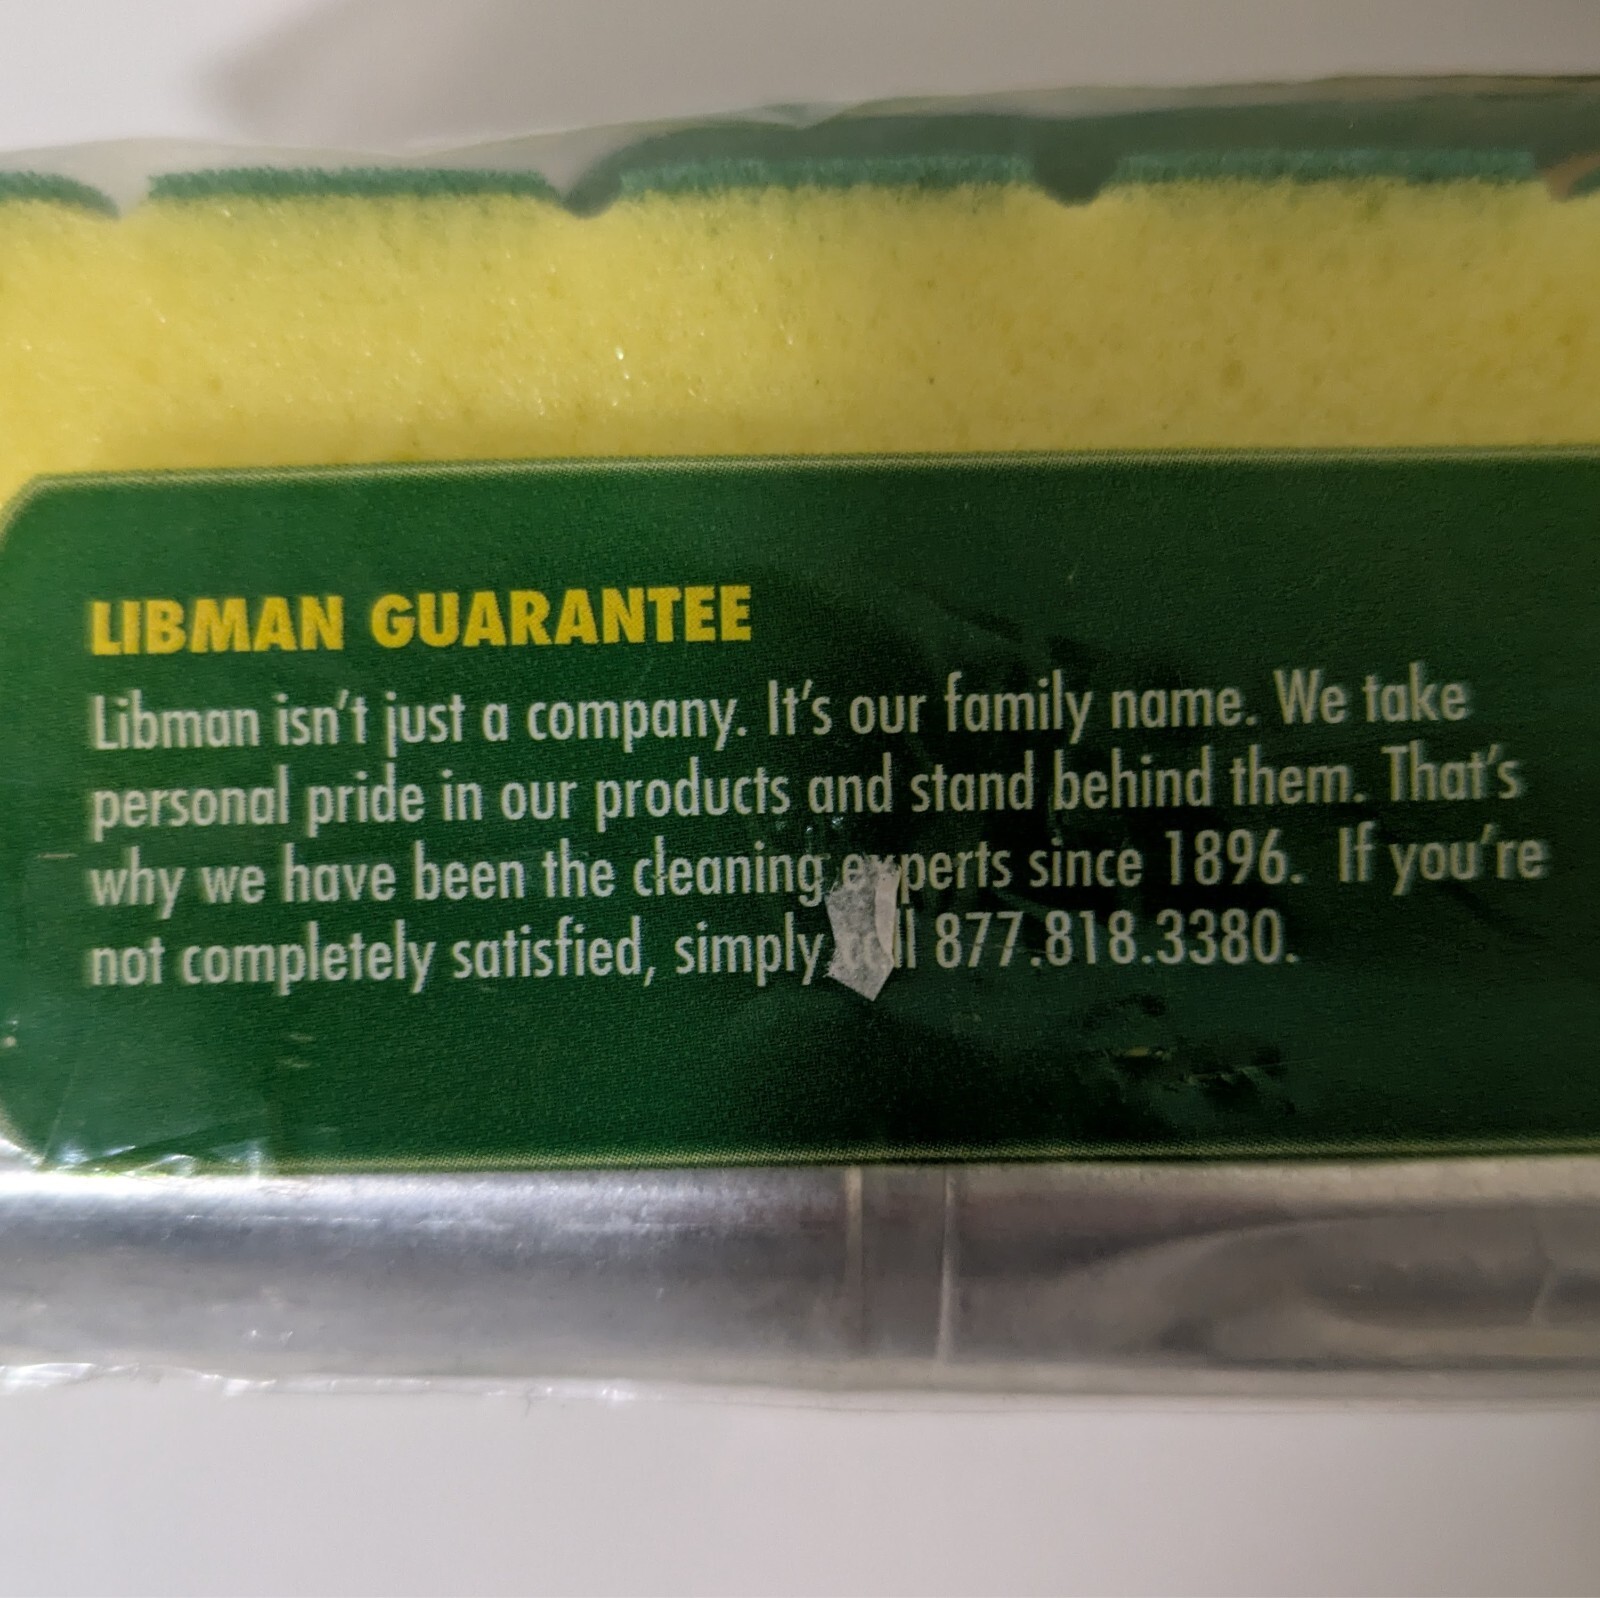 LIBMAN GUARANTEE
Libman isn't just a company. It's our family name. We take
personal pride in our products and stand behind them. That's
why we have been the cleaning experts since 1896. If you're
not completely satisfied, simply call 877.818.3380.